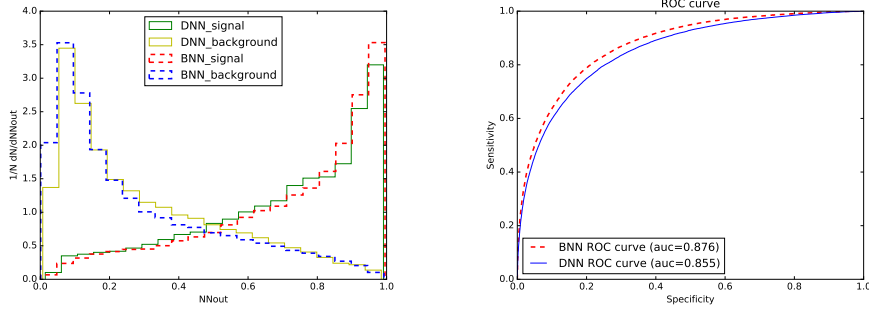 4.0
3.5
3.0
2.5
2.0
1.5
1.0
0.5
0.0
1/N dN/dNNout
DNN_signal
DNN_background
BNN_signal
BNN_background
0.0 0.2 0.4 0.6 0.8 1.0
NNout
ROC curve
1.0
0.8
0.6
0.4
0.2
0.0
Sensitivity
BNN ROC curve (auc=0.876)
DNN ROC curve (auc=0.855)
0.0 0.2 0.4 0.6 0.8 1.0
Specificity